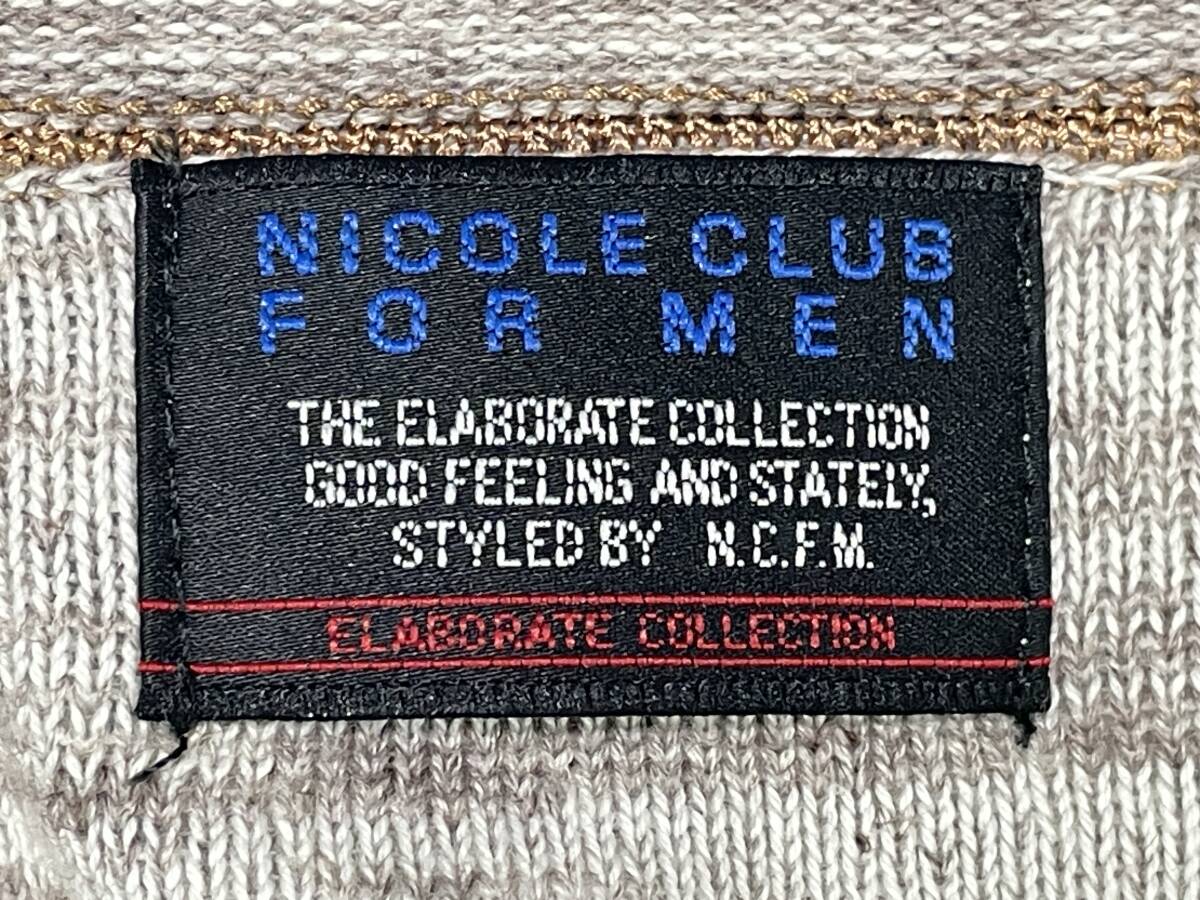 NICOLE CLUB
FOR MEN
THE ELABORATE COLLECTION
GOOD FEELING AND STATELY,
STYLED BY N.C.F.M.
ELABORATE COLLECTION